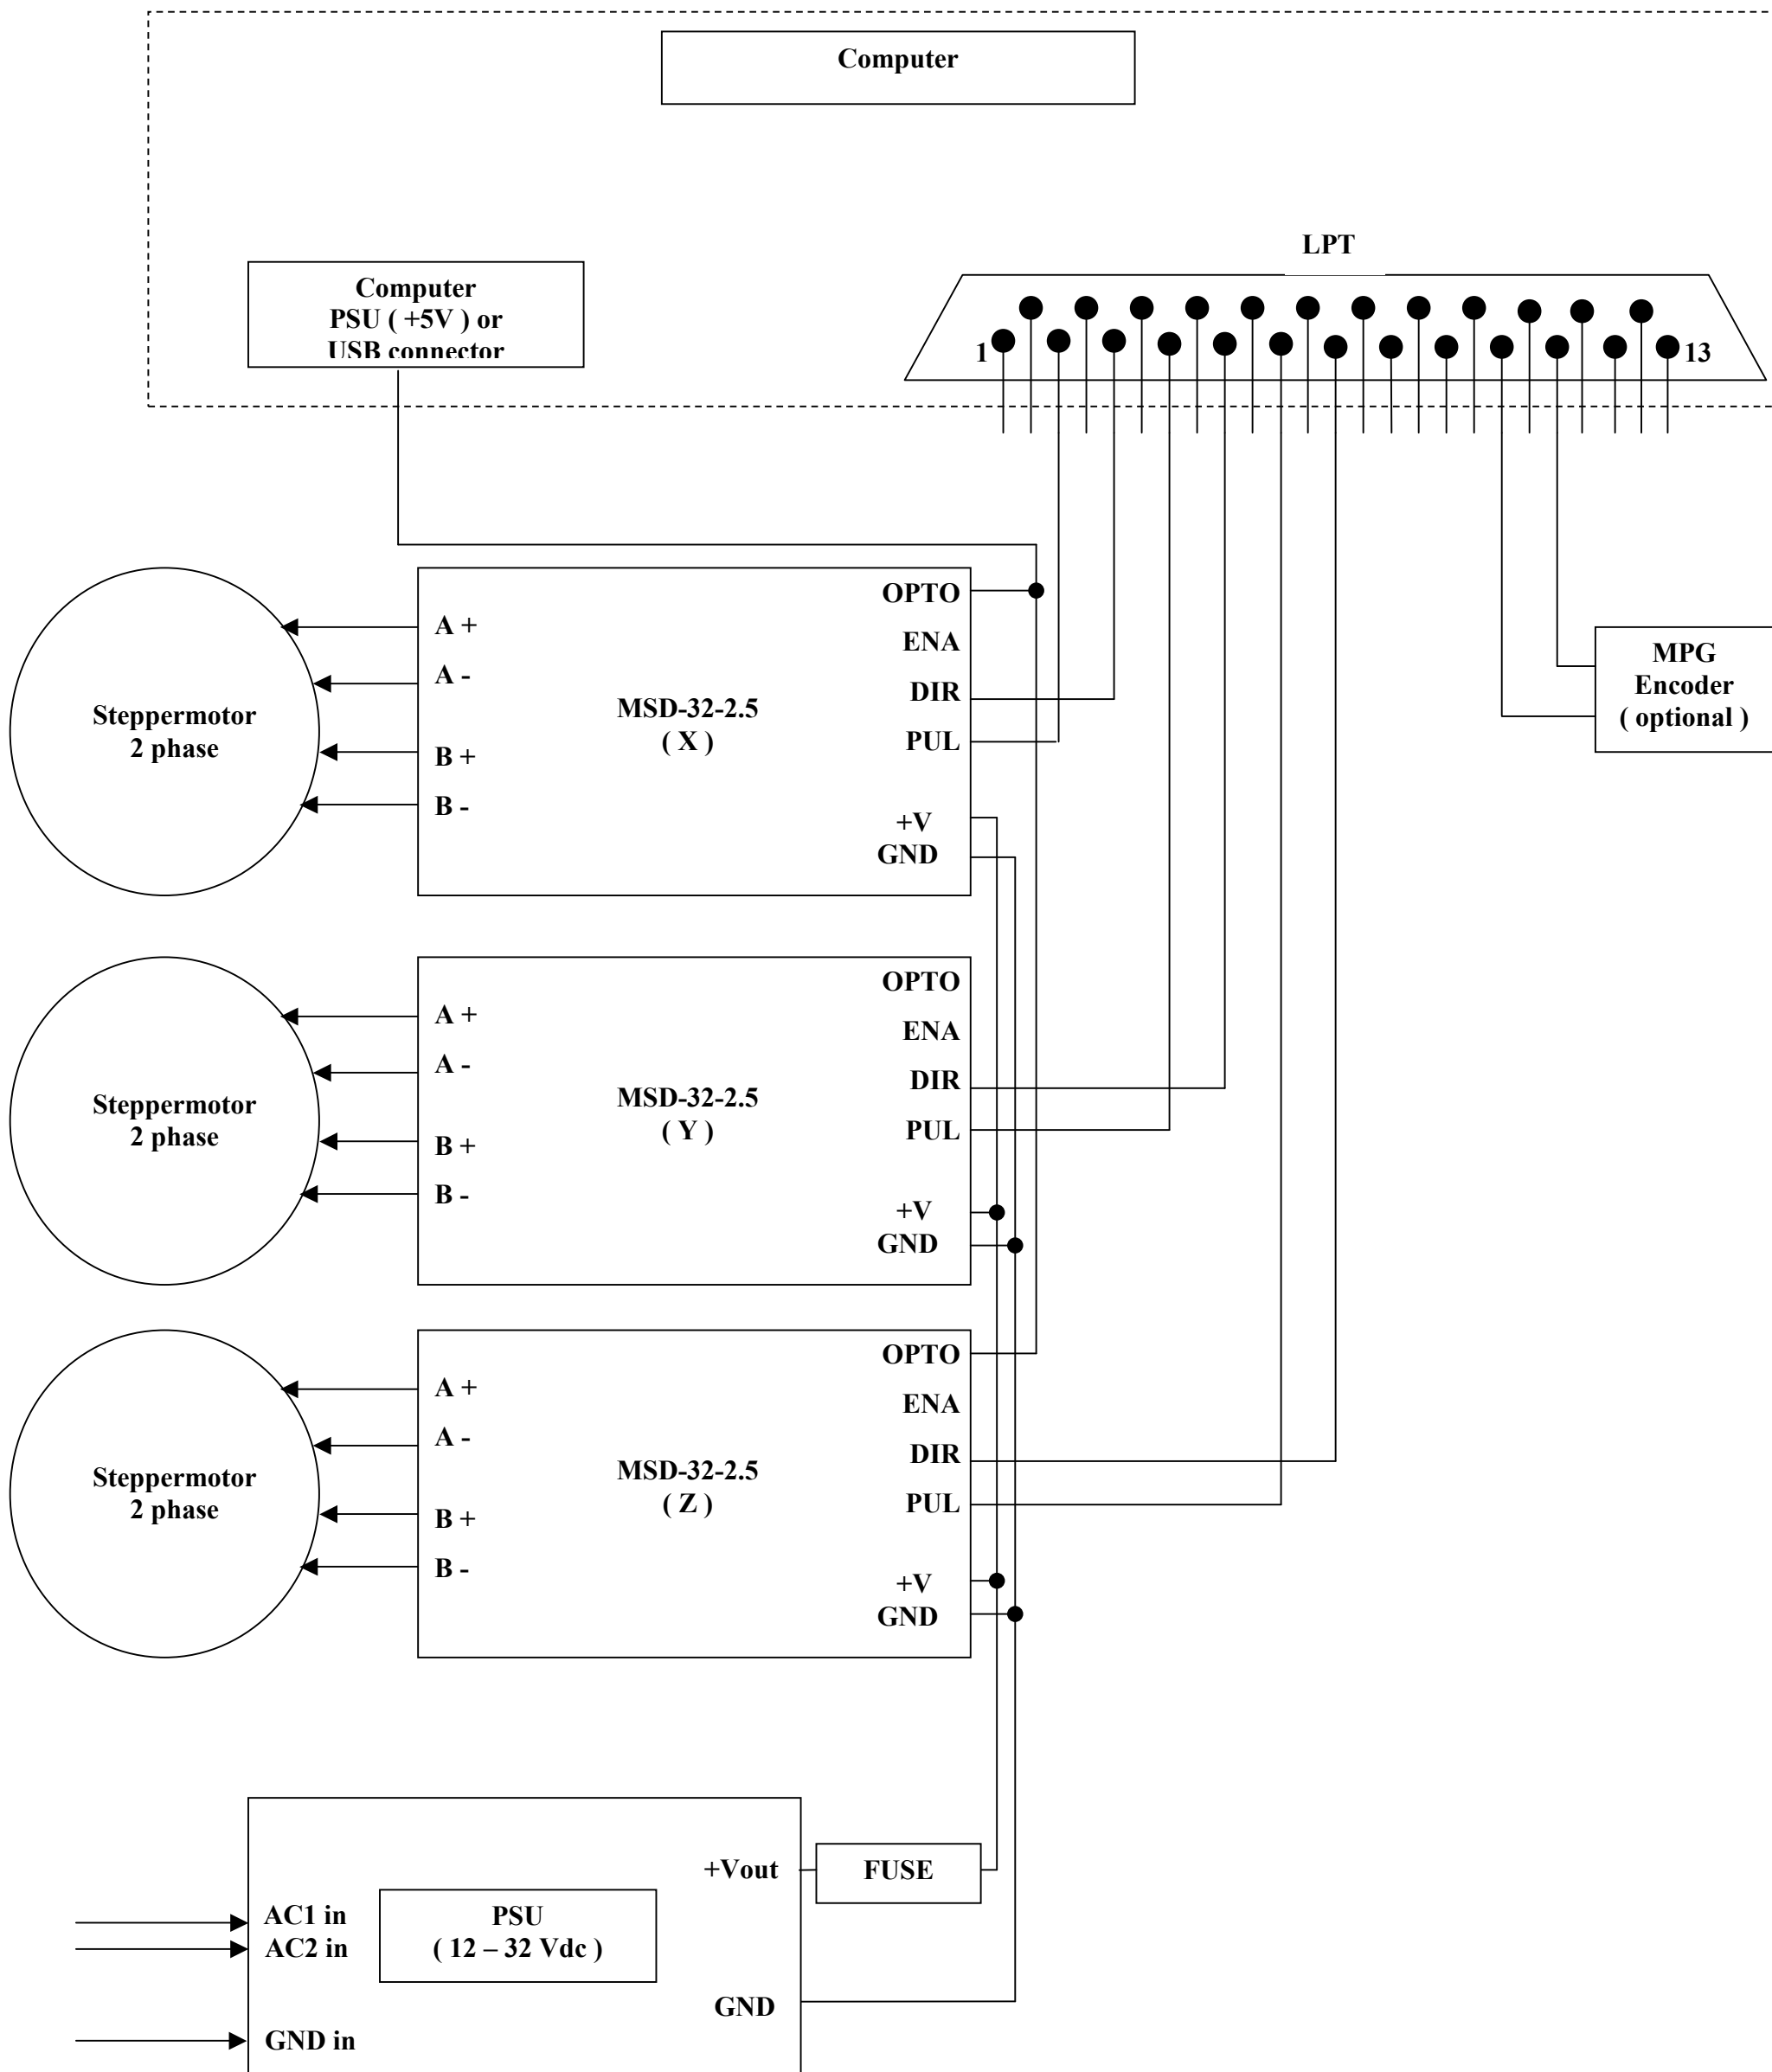 Computer
LPT
Computer
PSU ( +5V ) or
USB connector
1
13
OPTO
A +
ENA
MPG
Encoder
( optional )
A -
DIR
Steppermotor
2 phase
MSD-32-2.5
( X )
PUL
B +
B -
+V
GND
OPTO
A +
ENA
A -
DIR
Steppermotor
2 phase
MSD-32-2.5
( Y )
PUL
B +
B -
+V
GND
OPTO
A +
ENA
A -
DIR
Steppermotor
2 phase
MSD-32-2.5
( Z )
PUL
B +
B -
+V
GND
+Vout
FUSE
AC1 in
AC2 in
PSU
( 12 – 32 Vdc )
GND
GND in